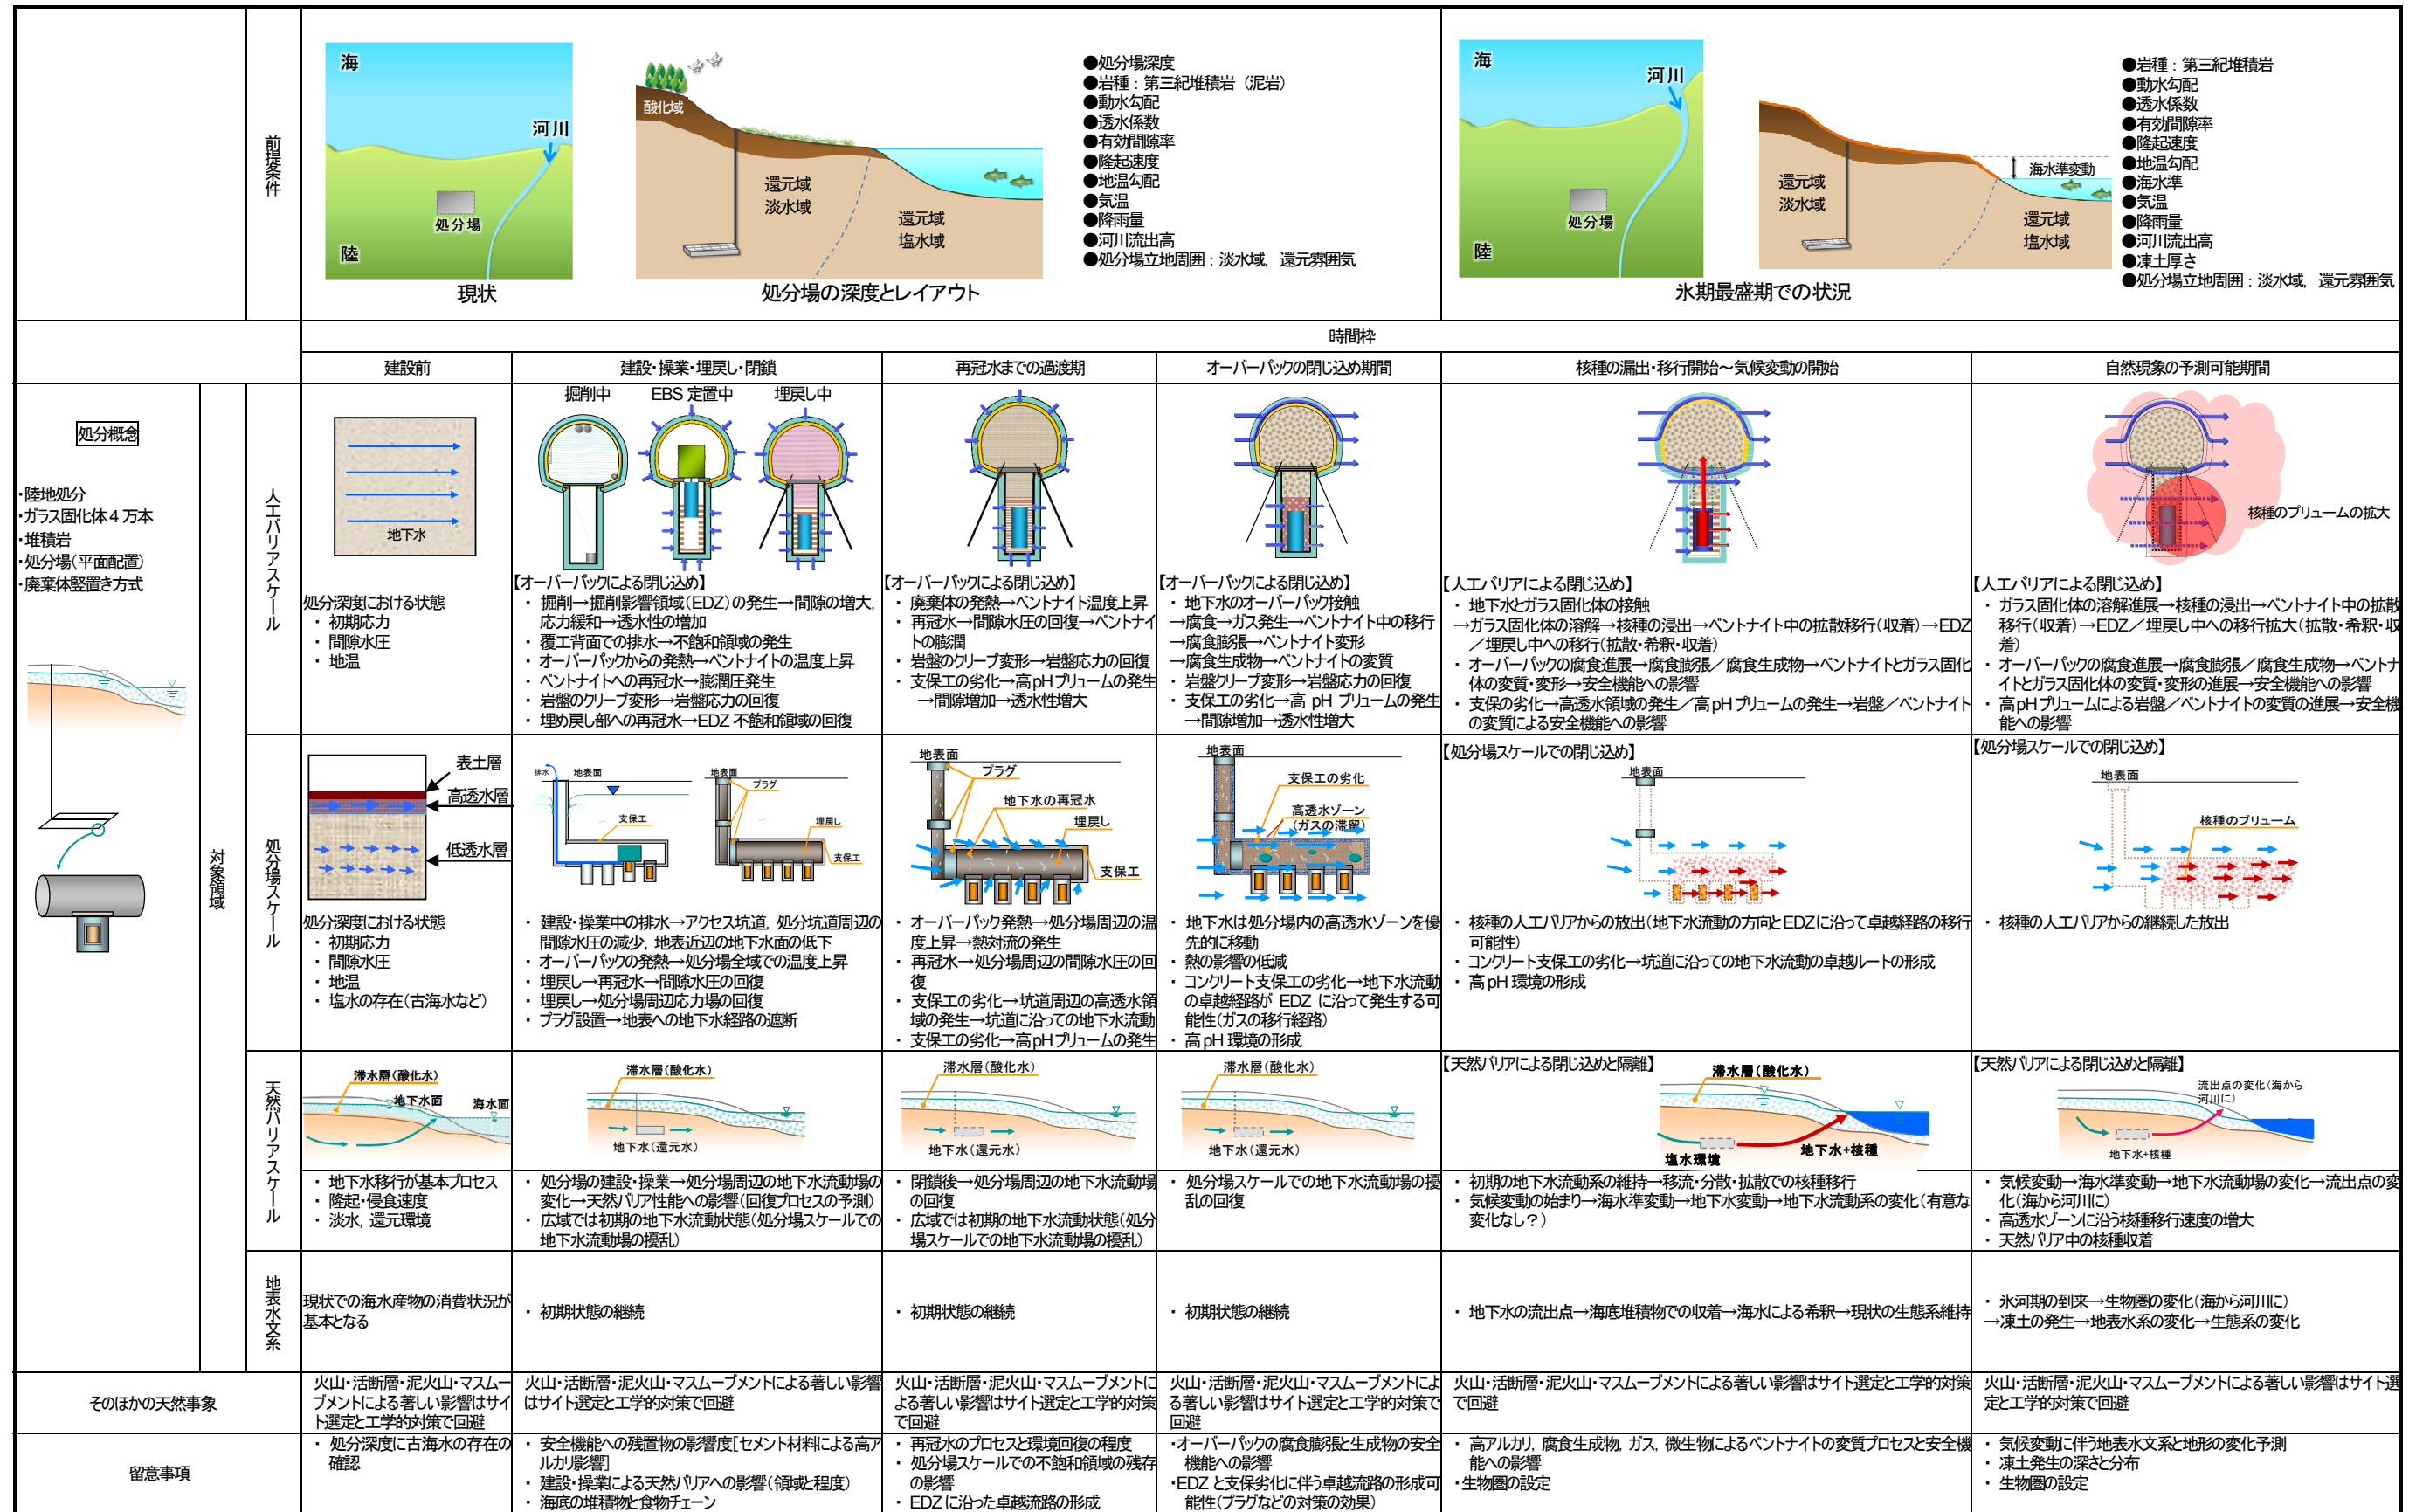 前提条件
海
河川
処分場
陸
現状
酸化域
還元域
淡水域
還元域
塩水域
処分場の深度とレイアウト
●処分場深度
●岩種：第三紀堆積岩（泥岩）
●動水勾配
●透水係数
●有効間隙率
●隆起速度
●地温勾配
●気温
●降雨量
●河川流出高
●処分場立地周囲：淡水域，還元雰囲気
海
河川
処分場
陸
還元域
淡水域
海水準変動
還元域
塩水域
氷期最盛期での状況
●岩種：第三紀堆積岩
●動水勾配
●透水係数
●有効間隙率
●隆起速度
●地温勾配
●海水準
●気温
●降雨量
●河川流出高
●凍土厚さ
●処分場立地周囲：淡水域，還元雰囲気
時間枠
建設前
建設・操業・埋戻し・閉鎖
再冠水までの過渡期
オーバーパックの閉じ込め期間
核種の漏出・移行開始～気候変動の開始
自然現象の予測可能期間
処分概念
・陸地処分
・ガラス固化体４万本
・堆積岩
・処分場（平面配置）
・廃棄体竪置き方式
対象領域
人工バリアスケール
地下水
処分深度における状態
・ 初期応力
・ 間隙水圧
・ 地温
掘削中
EBS 定置中
埋戻し中
【オーバーパックによる閉じ込め】
・ 掘削→掘削影響領域（EDZ）の発生→間隙の増大，
応力緩和→透水性の増加
・ 覆工背面での排水→不飽和領域の発生
・ オーバーパックからの発熱→ベントナイトの温度上昇
・ ベントナイトへの再冠水→膨潤圧発生
・ 岩盤のクリープ変形→岩盤応力の回復
・ 埋め戻し部への再冠水→EDZ 不飽和領域の回復
【オーバーパックによる閉じ込め】
・ 廃棄体の発熱→ベントナイト温度上昇
・ 再冠水→間隙水圧の回復→ベントナイ
トの膨潤
・ 岩盤のクリープ変形→岩盤応力の回復
・ 支保工の劣化→高pHプリュームの発生
→間隙増加→透水性増大
【オーバーパックによる閉じ込め】
・ 地下水のオーバーパック接触
→腐食→ガス発生→ベントナイト中の移行
→腐食膨張→ベントナイト変形
→腐食生成物→ベントナイトの変質
・ 岩盤クリープ変形→岩盤応力の回復
・ 支保工の劣化→高 pH プリュームの発生
→間隙増加→透水性増大
【人工バリアによる閉じ込め】
・ 地下水とガラス固化体の接触
→ガラス固化体の溶解→核種の浸出→ベントナイト中の拡散移行（収着）→EDZ
／埋戻し中への移行（拡散・希釈・収着）
・ オーバーパックの腐食進展→腐食膨張／腐食生成物→ベントナイトとガラス固化
体の変質・変形→安全機能への影響
・ 支保の劣化→高透水領域の発生／高pHプリュームの発生→岩盤／ベントナイト
の変質による安全機能への影響
核種のプリュームの拡大
【人工バリアによる閉じ込め】
・ ガラス固化体の溶解進展→核種の浸出→ベントナイト中の拡散
移行（収着）→EDZ／埋戻し中への移行拡大（拡散・希釈・収
着）
・ オーバーパックの腐食進展→腐食膨張／腐食生成物→ベントナ
イトとガラス固化体の変質・変形の進展→安全機能への影響
・ 高pHプリュームによる岩盤／ベントナイトの変質の進展→安全機
能への影響
処分場スケール
表土層
高透水層
低透水層
処分深度における状態
・ 初期応力
・ 間隙水圧
・ 地温
・ 塩水の存在（古海水など）
排水
地表面
支保工
地表面
プラグ
埋戻し
支保工
・ 建設・操業中の排水→アクセス坑道，処分坑道周辺の
間隙水圧の減少，地表近辺の地下水面の低下
・ オーバーパックの発熱→処分場全域での温度上昇
・ 埋戻し→再冠水→間隙水圧の回復
・ 埋戻し→処分場周辺応力場の回復
・ プラグ設置→地表への地下水経路の遮断
地表面
プラグ
地下水の再冠水
埋戻し
支保工
・ オーバーパック発熱→処分場周辺の温
度上昇→熱対流の発生
・ 再冠水→処分場周辺の間隙水圧の回
復
・ 支保工の劣化→坑道周辺の高透水領
域の発生→坑道に沿っての地下水流動
・ 支保工の劣化→高pHプリュームの発生
地表面
支保工の劣化
高透水ゾーン
（ガスの滞留）
・ 地下水は処分場内の高透水ゾーンを優
先的に移動
・ 熱の影響の低減
・ コンクリート支保工の劣化→地下水流動
の卓越経路が EDZ に沿って発生する可
能性（ガスの移行経路）
・ 高pH 環境の形成
【処分場スケールでの閉じ込め】
地表面
・ 核種の人工バリアからの放出（地下水流動の方向とEDZに沿って卓越経路の移行
可能性）
・ コンクリート支保工の劣化→坑道に沿っての地下水流動の卓越ルートの形成
・ 高pH 環境の形成
【処分場スケールでの閉じ込め】
地表面
核種のプリューム
・ 核種の人工バリアからの継続した放出
天然バリアスケール
滞水層（酸化水）
地下水面
海水面
・ 地下水移行が基本プロセス
・ 隆起・侵食速度
・ 淡水，還元環境
滞水層（酸化水）
地下水（還元水）
・ 処分場の建設・操業→処分場周辺の地下水流動場の
変化→天然バリア性能への影響（回復プロセスの予測）
・ 広域では初期の地下水流動状態（処分場スケールでの
地下水流動場の擾乱）
滞水層（酸化水）
地下水（還元水）
・ 閉鎖後→処分場周辺の地下水流動場
の回復
・ 広域では初期の地下水流動状態（処分
場スケールでの地下水流動場の擾乱）
滞水層（酸化水）
地下水（還元水）
・ 処分場スケールでの地下水流動場の擾
乱の回復
【天然バリアによる閉じ込めと隔離】
滞水層（酸化水）
塩水環境
地下水+核種
・ 初期の地下水流動系の維持→移流・分散・拡散での核種移行
・ 気候変動の始まり→海水準変動→地下水変動→地下水流動系の変化（有意な
変化なし？）
【天然バリアによる閉じ込めと隔離】
流出点の変化（海から
河川に）
地下水+核種
・ 気候変動→海水準変動→地下水流動場の変化→流出点の変
化（海から河川に）
・ 高透水ゾーンに沿う核種移行速度の増大
・ 天然バリア中の核種収着
地表水文系
現状での海水産物の消費状況が
基本となる
・ 初期状態の継続
・ 初期状態の継続
・ 初期状態の継続
・ 地下水の流出点→海底堆積物での収着→海水による希釈→現状の生態系維持
・ 氷河期の到来→生物圏の変化（海から河川に）
→凍土の発生→地表水系の変化→生態系の変化
そのほかの天然事象
火山・活断層・泥火山・マスムー
ブメントによる著しい影響はサイ
ト選定と工学的対策で回避
火山・活断層・泥火山・マスムーブメントによる著しい影響
はサイト選定と工学的対策で回避
火山・活断層・泥火山・マスムーブメントに
よる著しい影響はサイト選定と工学的対策
で回避
火山・活断層・泥火山・マスムーブメントによ
る著しい影響はサイト選定と工学的対策で
回避
火山・活断層・泥火山・マスムーブメントによる著しい影響はサイト選定と工学的対策
で回避
火山・活断層・泥火山・マスムーブメントによる著しい影響はサイト選
定と工学的対策で回避
留意事項
・ 処分深度に古海水の存在の
確認
・ 安全機能への残置物の影響度［セメント材料による高ア
ルカリ影響］
・ 建設・操業による天然バリアへの影響（領域と程度）
・ 海底の堆積物と食物チェーン
・ 再冠水のプロセスと環境回復の程度
・ 処分場スケールでの不飽和領域の残存
の影響
・ EDZに沿った卓越流路の形成
・オーバーパックの腐食膨張と生成物の安全
機能への影響
・EDZ と支保劣化に伴う卓越流路の形成可
能性（プラグなどの対策の効果）
・ 高アルカリ，腐食生成物，ガス，微生物によるベントナイトの変質プロセスと安全機
能への影響
・生物圏の設定
・ 気候変動に伴う地表水文系と地形の変化予測
・ 凍土発生の深さと分布
・ 生物圏の設定